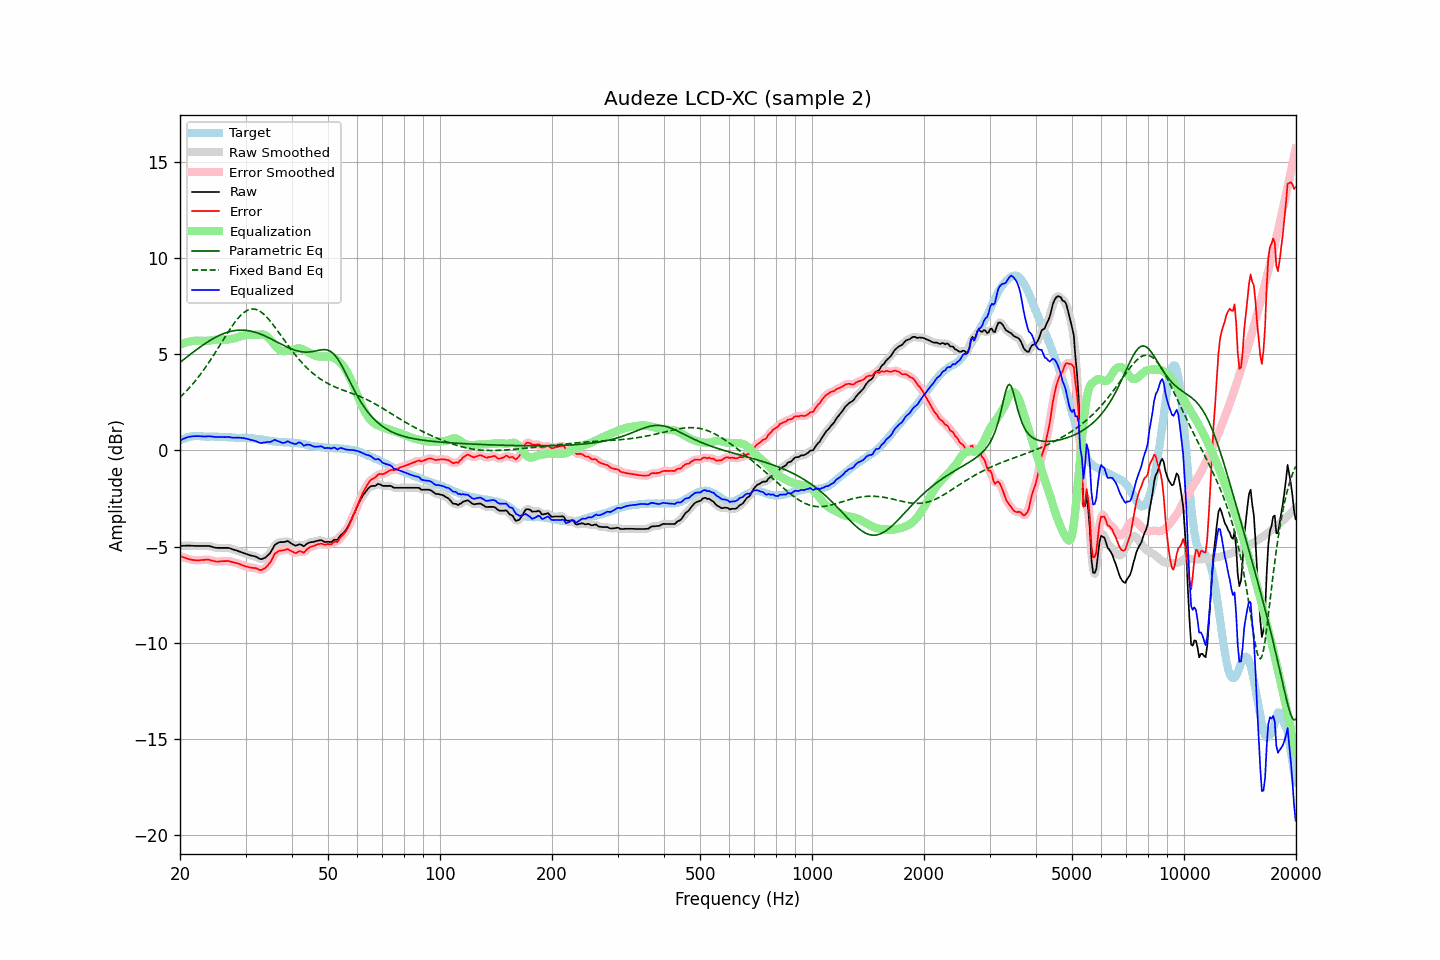 Audeze LCD-XC (sample 2)
Target
Raw Smoothed
Error Smoothed
Raw
Error
Equalization
Parametric Eq
Fixed Band Eq
Equalized
15
10
5
0
−5
−10
−15
−20
Amplitude (dBr)
20
50
100
200
500
1000
2000
5000
10000
20000
Frequency (Hz)